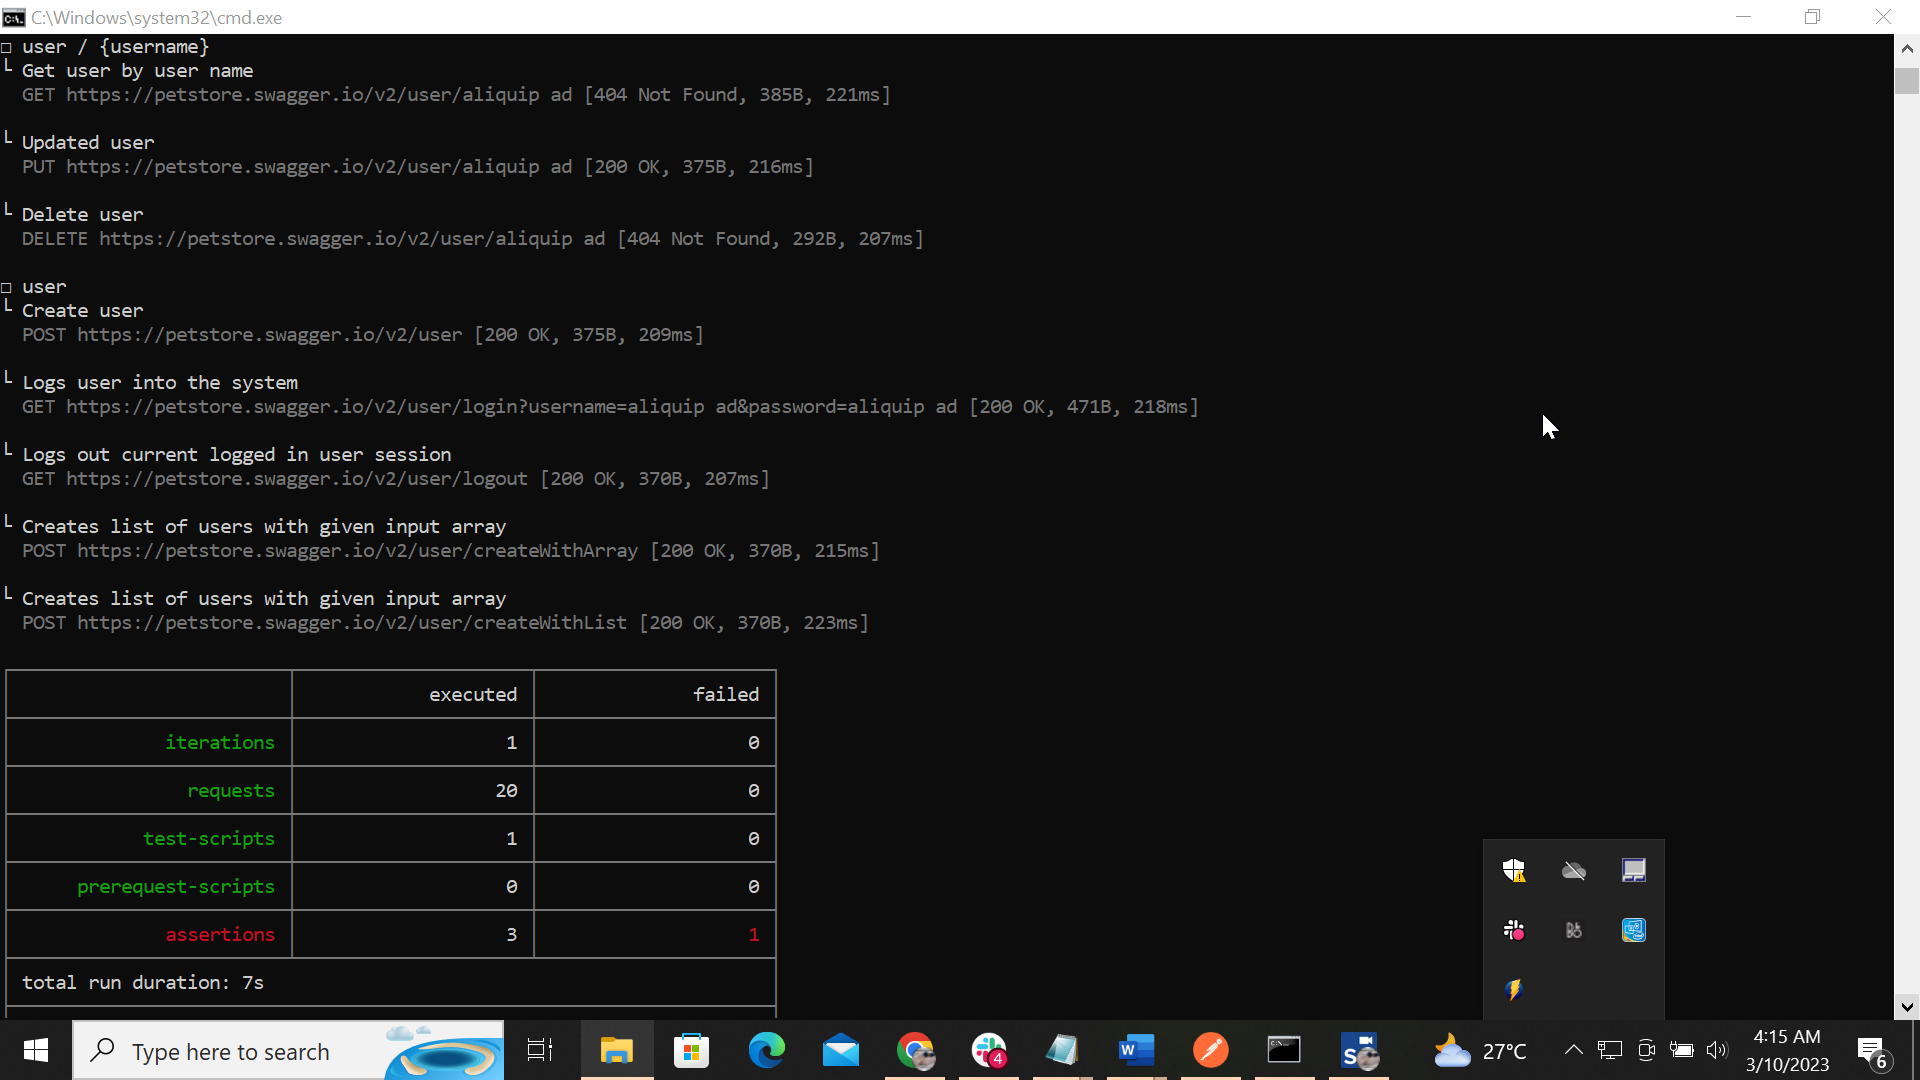 C:\Windows\system32\cmd.exe
□ user / {username}
└ Get user by user name
GET https://petstore.swagger.io/v2/user/aliquip ad [404 Not Found, 385B, 221ms]
└ Updated user
PUT https://petstore.swagger.io/v2/user/aliquip ad [200 OK, 375B, 216ms]
└ Delete user
DELETE https://petstore.swagger.io/v2/user/aliquip ad [404 Not Found, 292B, 207ms]
□ user
└ Create user
POST https://petstore.swagger.io/v2/user [200 OK, 375B, 209ms]
└ Logs user into the system
GET https://petstore.swagger.io/v2/user/login?username=aliquip ad&password=aliquip ad [200 OK, 471B, 218ms]
└ Logs out current logged in user session
GET https://petstore.swagger.io/v2/user/logout [200 OK, 370B, 207ms]
└ Creates list of users with given input array
POST https://petstore.swagger.io/v2/user/createWithArray [200 OK, 370B, 215ms]
└ Creates list of users with given input array
POST https://petstore.swagger.io/v2/user/createWithList [200 OK, 370B, 223ms]
executed failed
iterations 1 0
requests 20 0
test-scripts 1 0
prerequest-scripts 0 0
assertions 3 1
total run duration: 7s
Type here to search
4
W
S
27°C
4:15 AM
3/10/2023
6